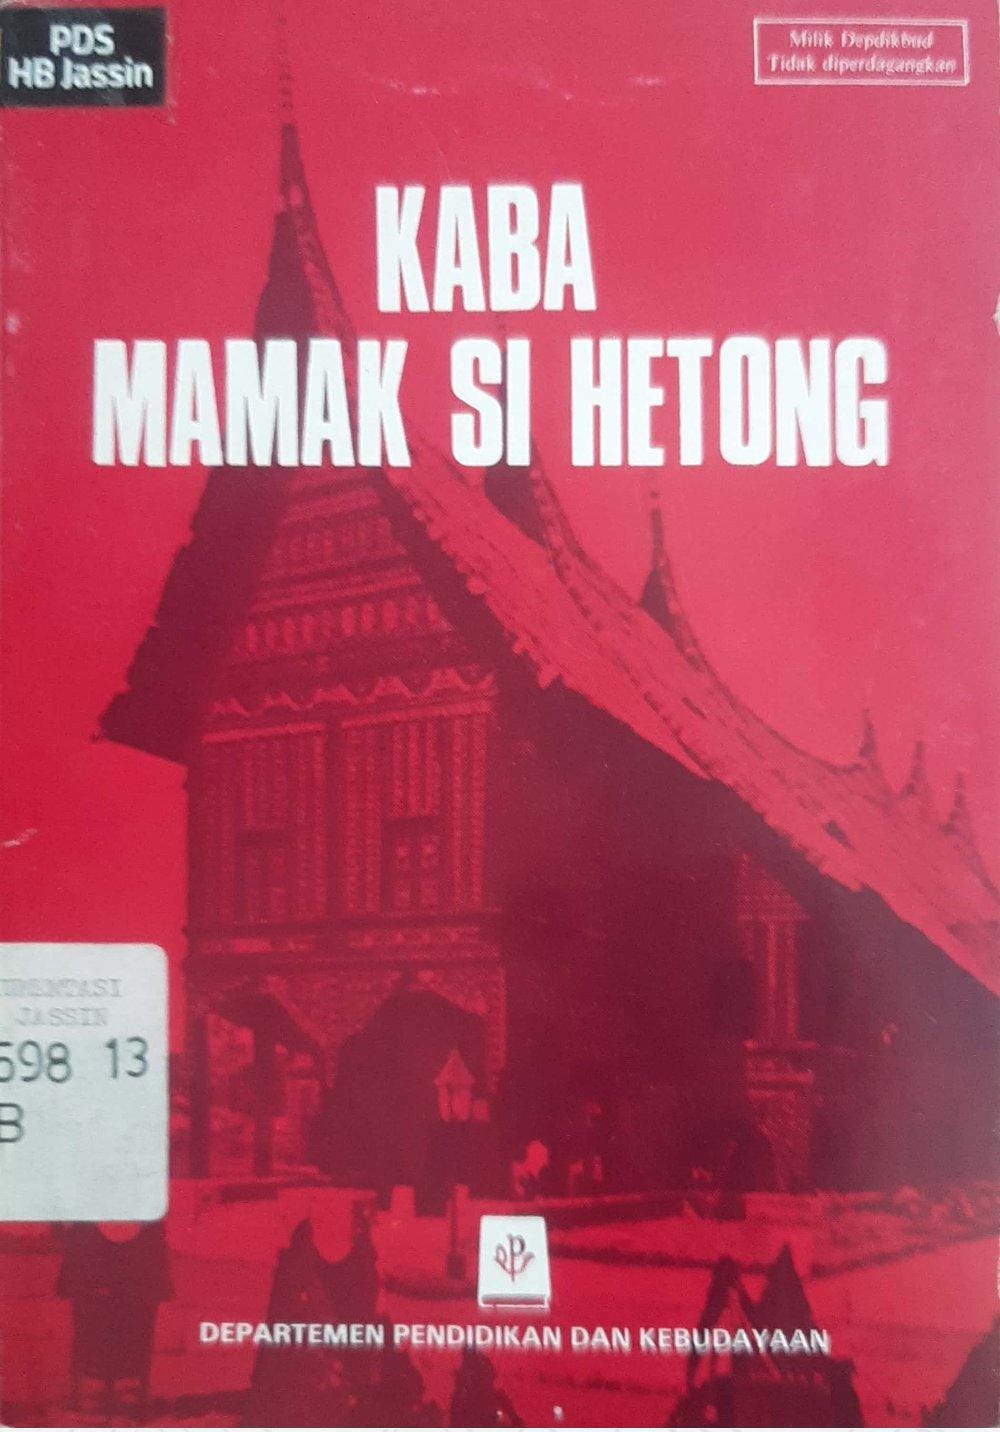 PDS
HB Jassin
Milik Depdikbud
Tidak diperdagangkan
KABA
MAMAK SI HETONG
JASSIN
598 13
B
DEPARTEMEN PENDIDIKAN DAN KEBUDAYAAN